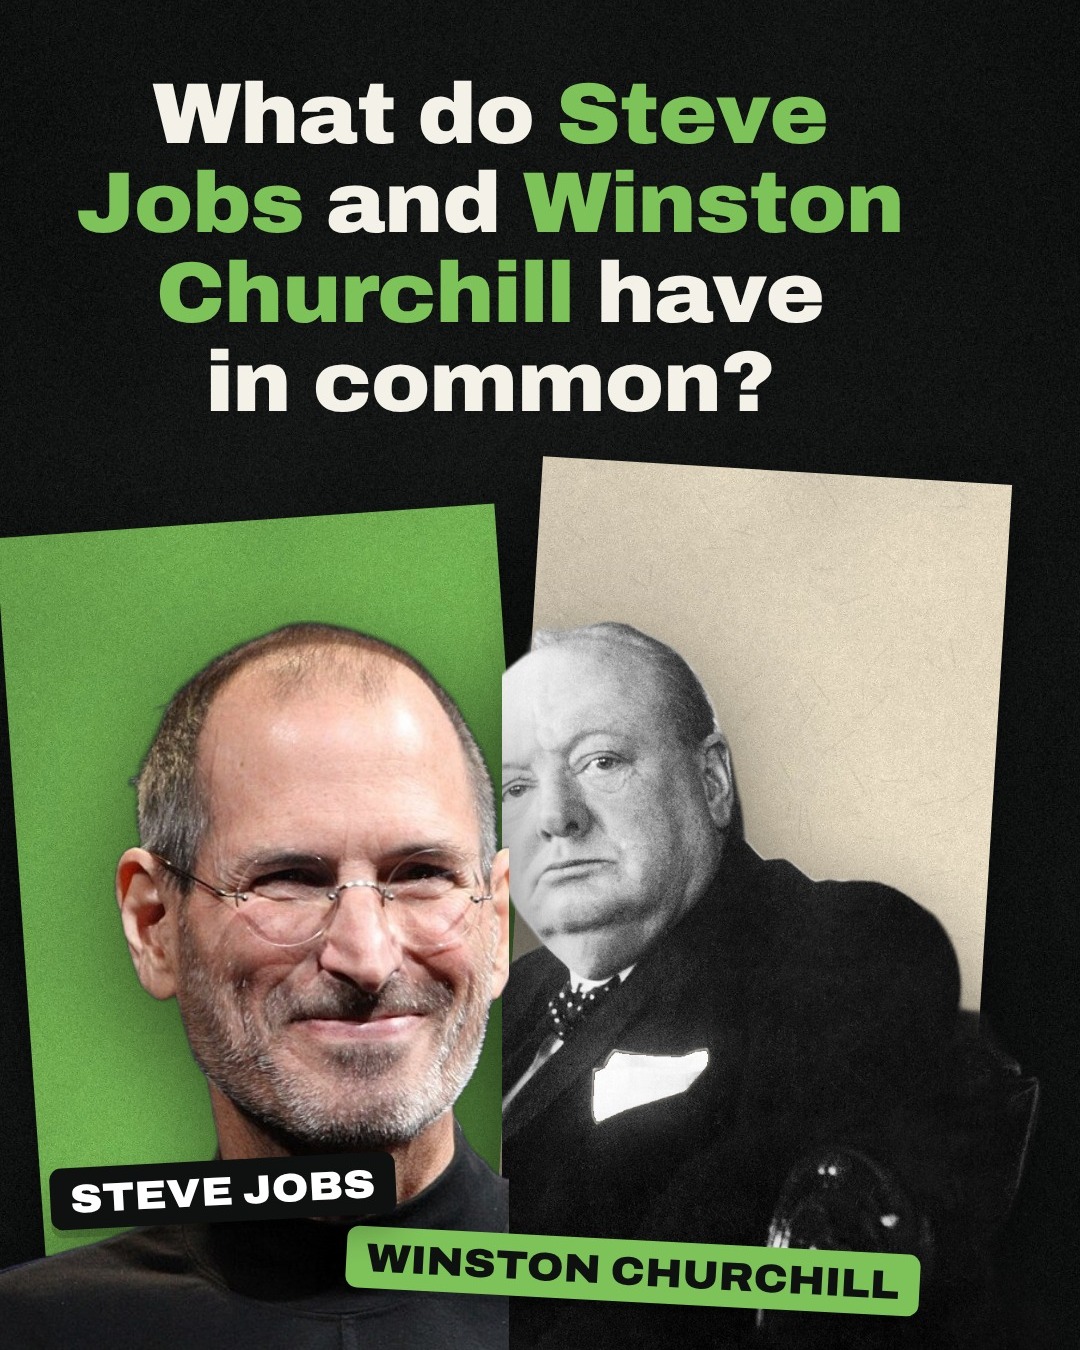 What do Steve
Jobs and Winston
Churchill have
in common?
STEVE JOBS
WINSTON CHURCHILL